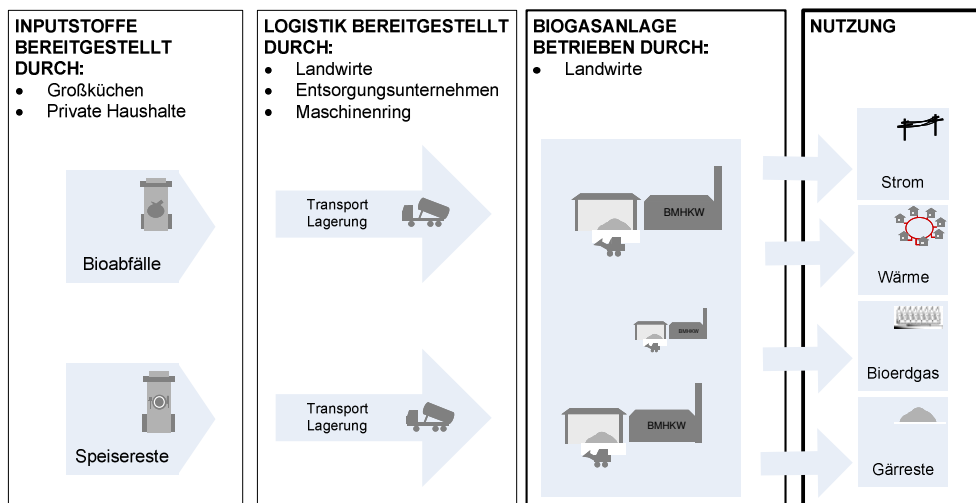 INPUTSTOFFE
BEREITGESTELLT
DURCH:
• Großküchen
• Private Haushalte
Bioabfälle
Speisereste
LOGISTIK BEREITGESTELLT
DURCH:
• Landwirte
• Entsorgungsunternehmen
• Maschinenring
Transport
Lagerung
Transport
Lagerung
BIOGASANLAGE
BETRIEBEN DURCH:
• Landwirte
BMHKW
BMHKW
BMHKW
NUTZUNG
Strom
Wärme
Bioerdgas
Gärreste